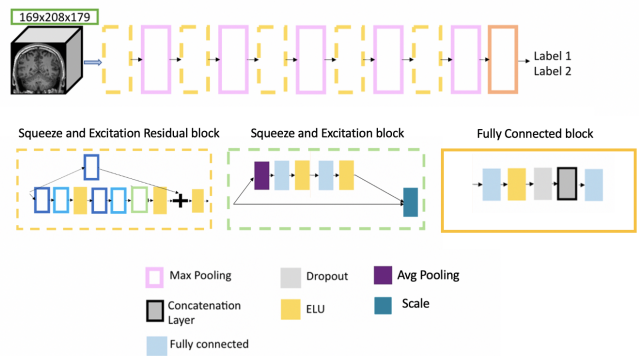 169x208x179
Label 1
Label 2
Squeeze and Excitation Residual block
Squeeze and Excitation block
Fully Connected block
Max Pooling
Dropout
Avg Pooling
Concatenation
Layer
ELU
Scale
Fully connected